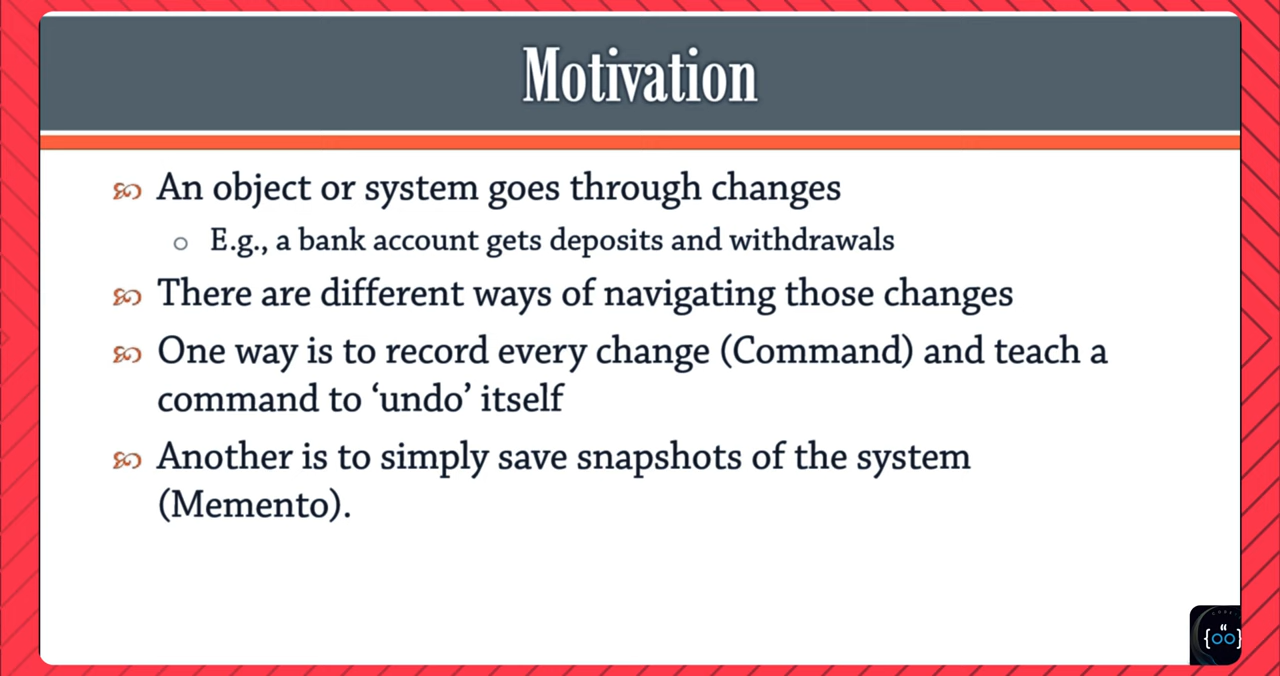 Motivation
An object or system goes through changes
E.g., a bank account gets deposits and withdrawals
There are different ways of navigating those changes
One way is to record every change (Command) and teach a
command to ‘undo’ itself
Another is to simply save snapshots of the system
(Memento).